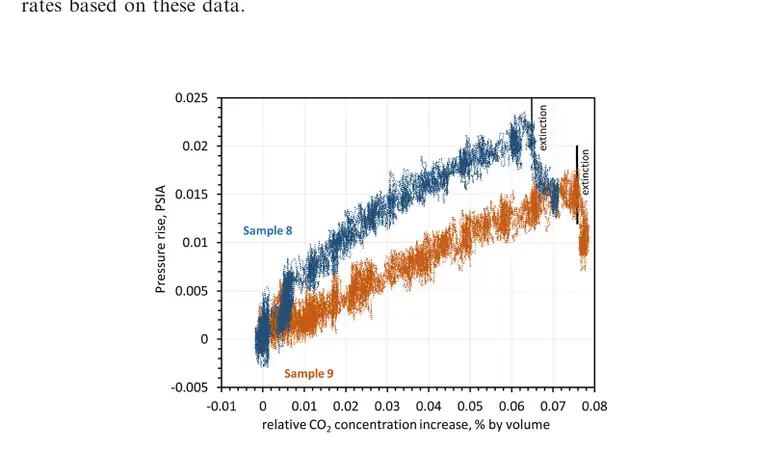 rates based on these data.
0.025
extinction
0.02
extinction
0.015
Pressure rise, PSIA
Sample 8
0.01
0.005
0
Sample 9
-0.005
-0.01 0 0.01 0.02 0.03 0.04 0.05 0.06 0.07 0.08
relative CO₂ concentration increase, % by volume